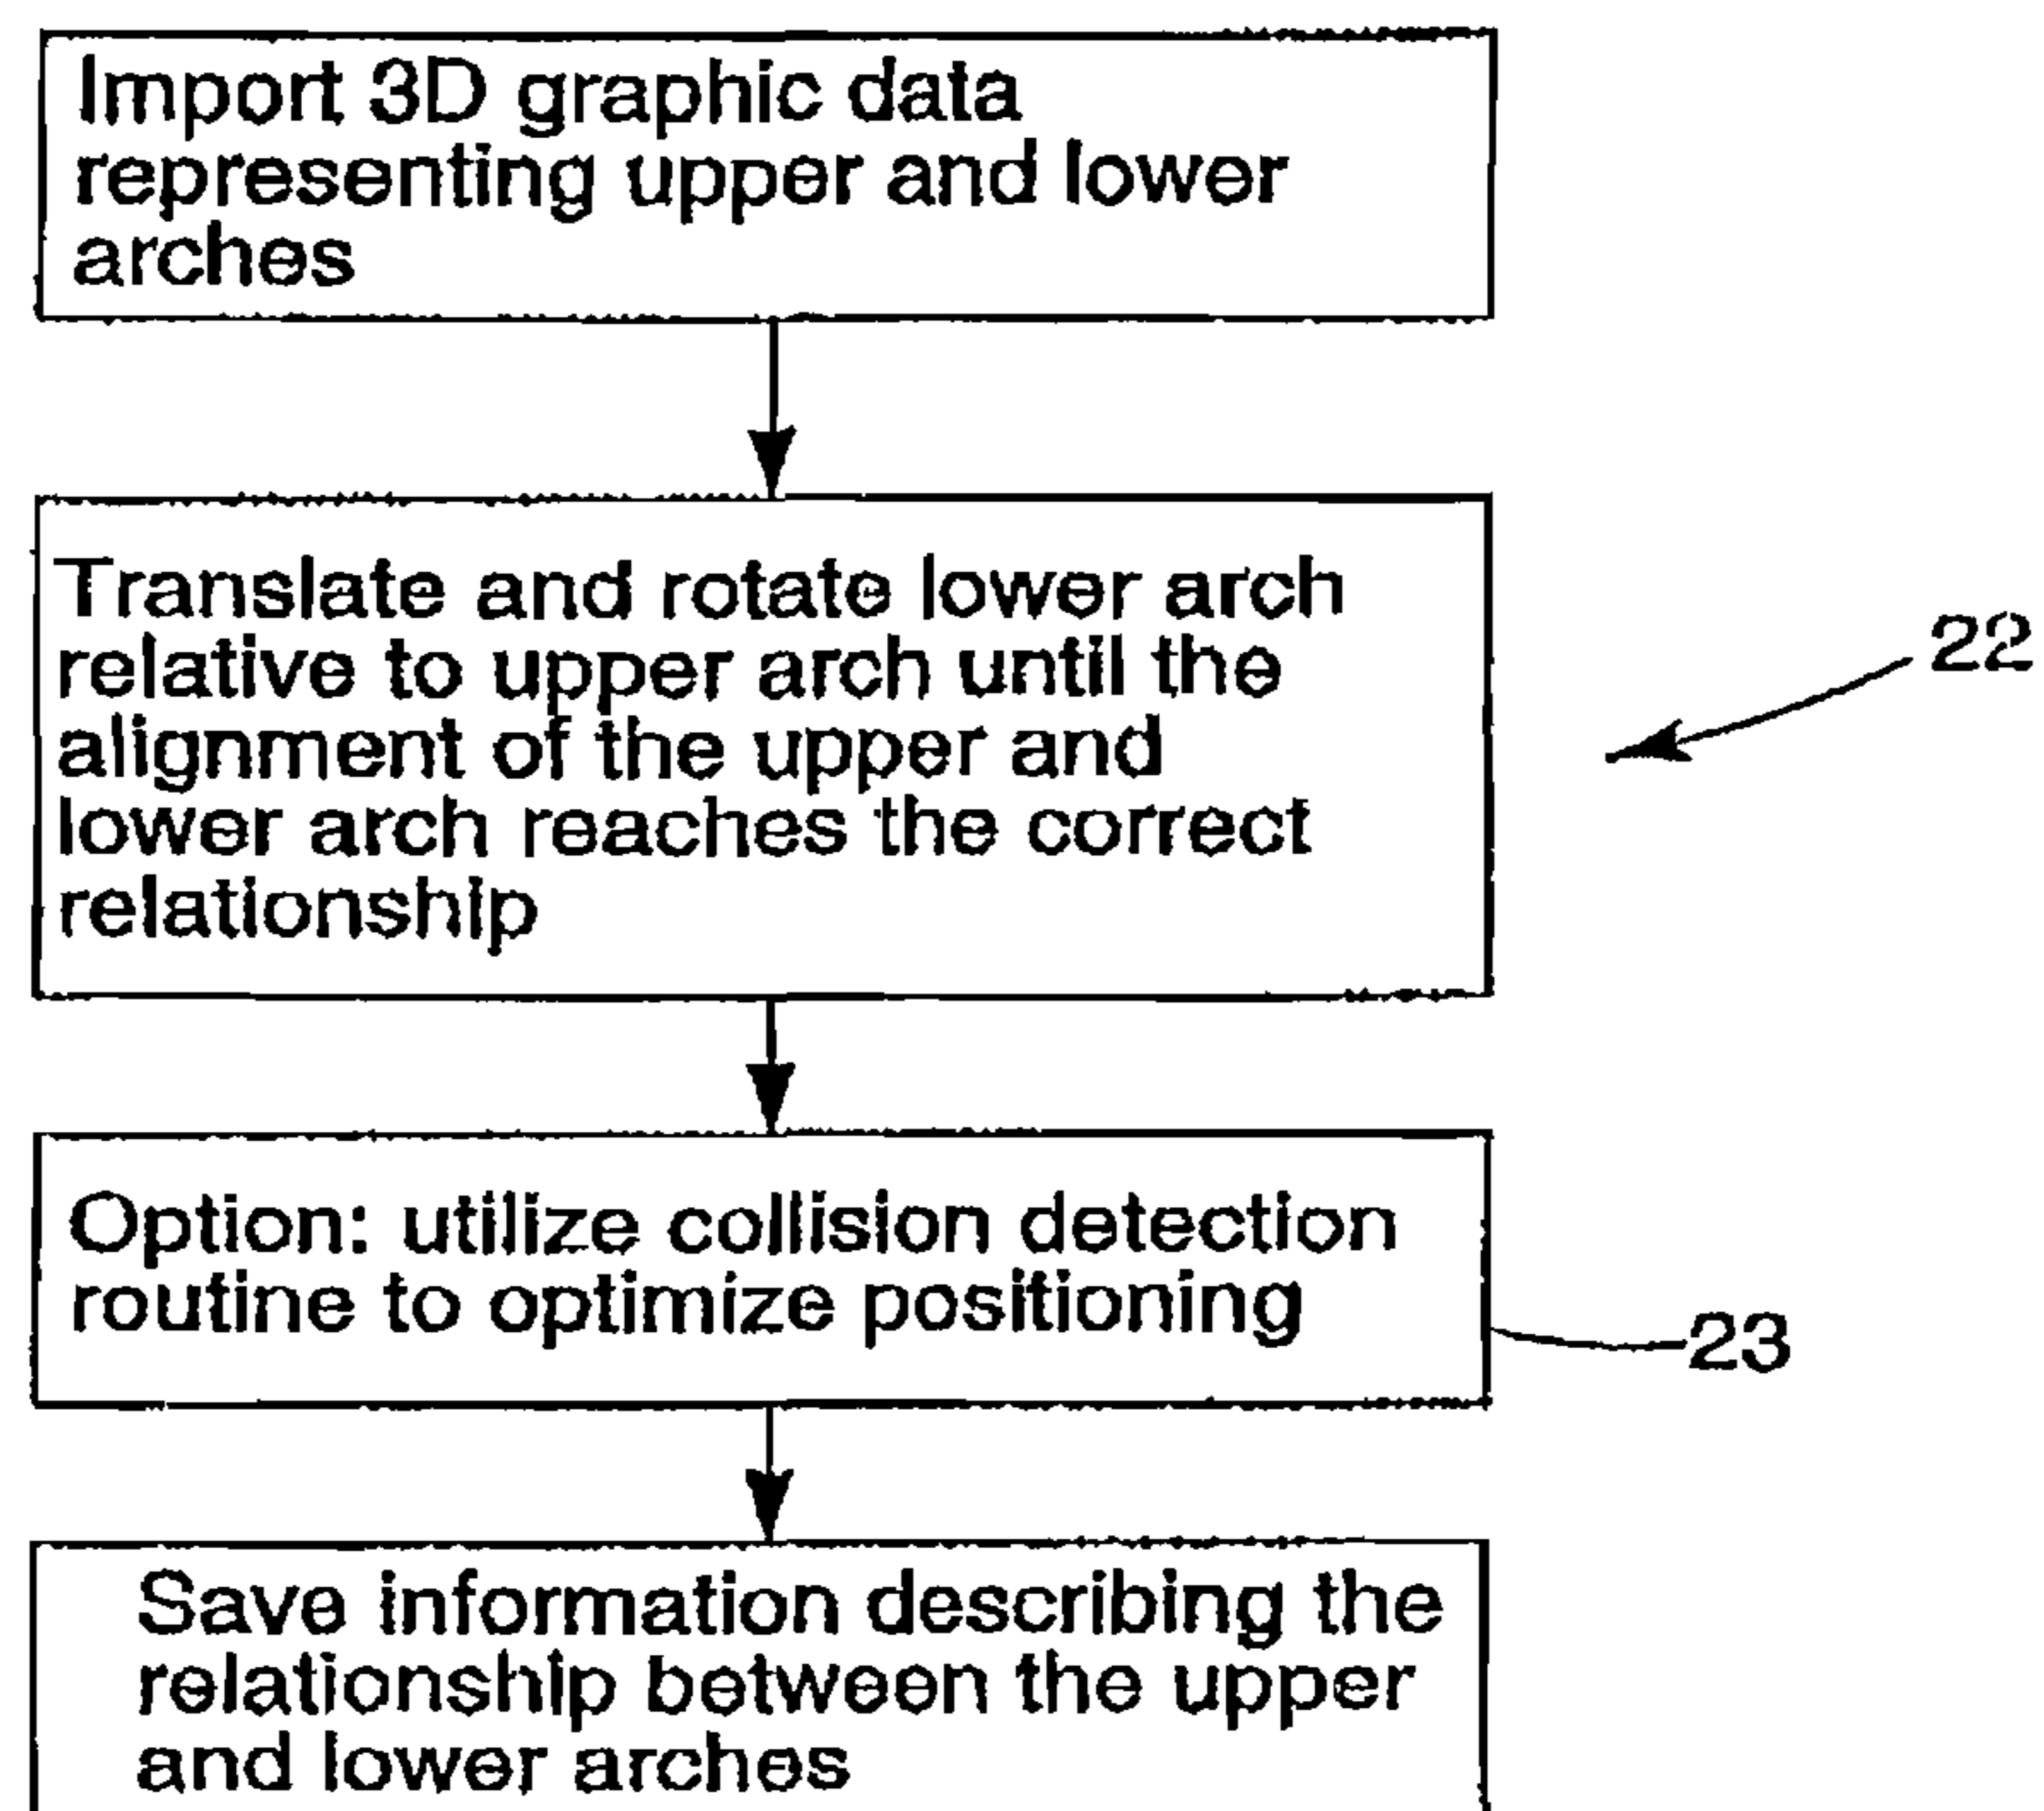 Import 3D graphic data
representing upper and lower
arches
Translate and rotate lower arch
relative to upper arch until the
alignment of the upper and
lower arch reaches the correct
relationship
22
Option: utilize collision detection
routine to optimize positioning
23
Save information describing the
relationship between the upper
and lower arches